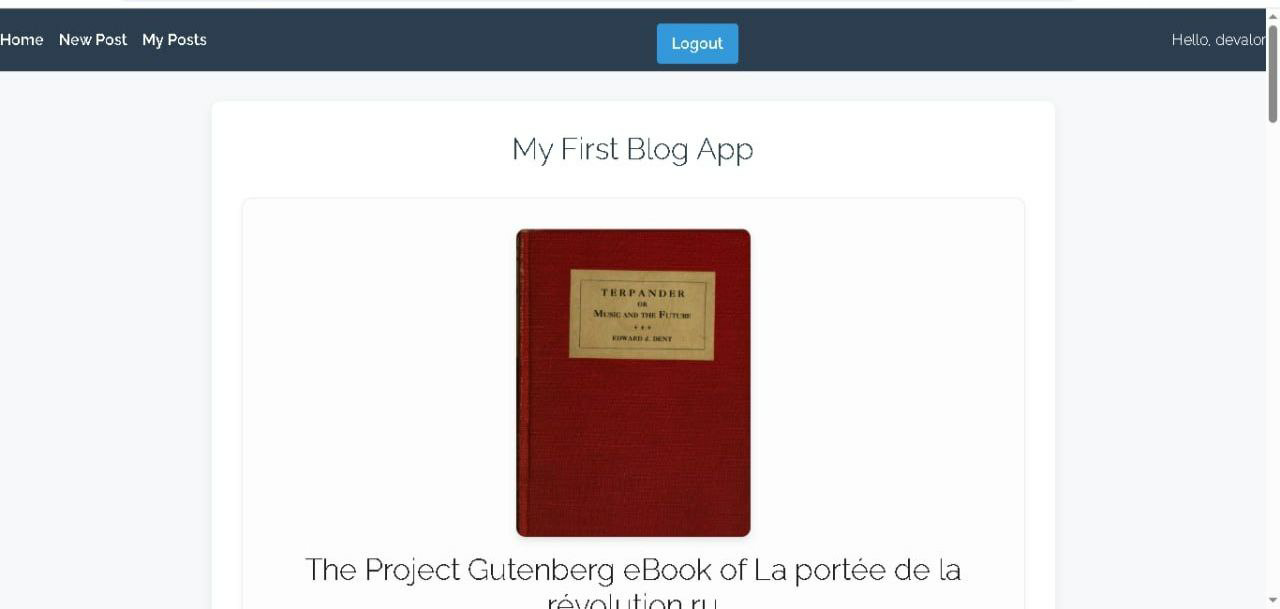 Home New Post My Posts Logout Hello, devalor
My First Blog App
TERPANDER
OR
MUSIC AND THE FUTURE
EDWARD J. DENT
The Project Gutenberg eBook of La portée de la
révolution ru